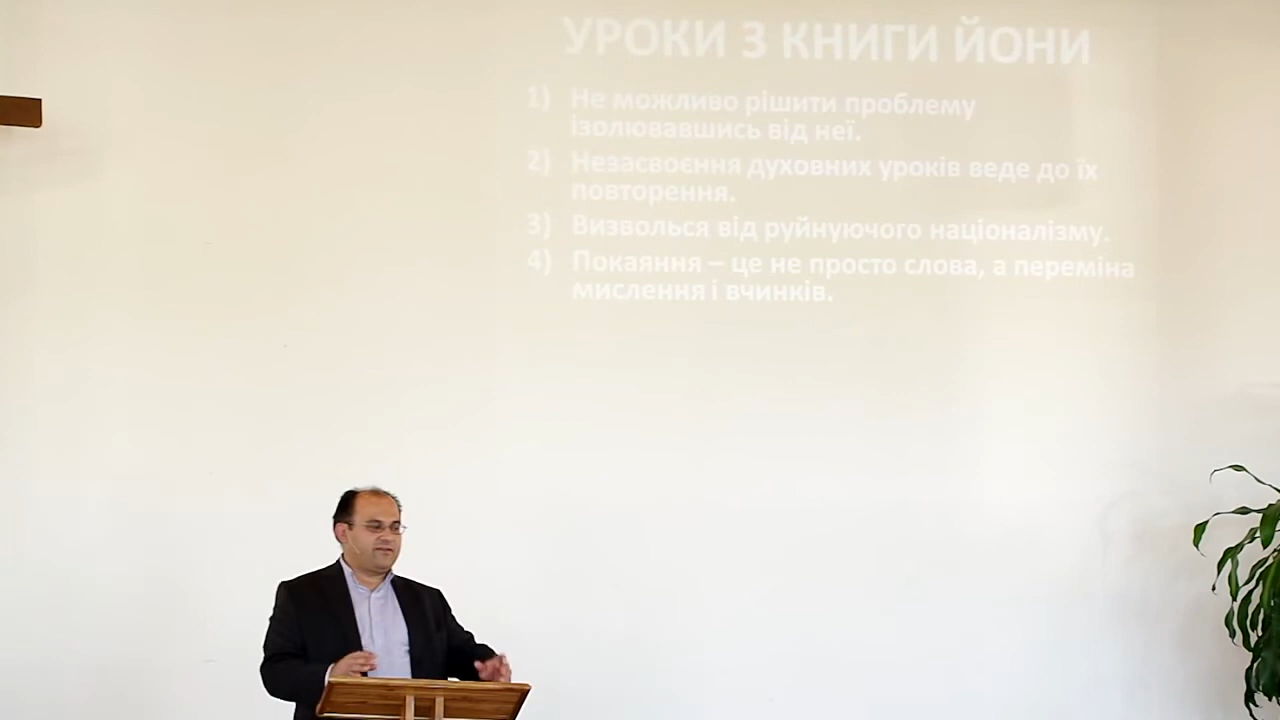 УРОКИ З КНИГИ ЙОНИ
1) Не можливо рішити проблему
ізолювавшись від неї.
2) Незасвоєння духовних уроків веде до їх
повторення.
3) Визволься від руйнуючого націоналізму.
4) Покаяння – це не просто слова, а переміна
мислення і вчинків.